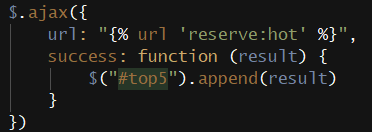 $.ajax({
    url: "{% url 'reserve:hot' %}",
    success: function (result) {
        $("#top5").append(result)
    }
})